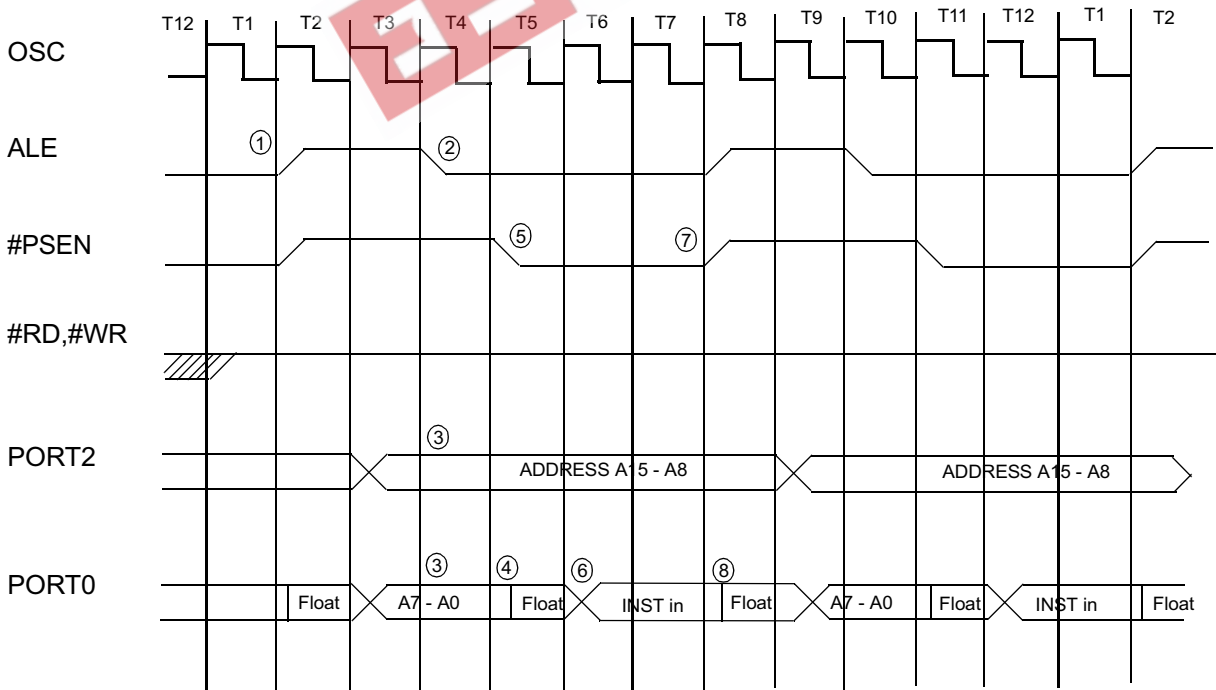 T12 T1 T2 T3 T4 T5 T6 T7 T8 T9 T10 T11 T12 T1 T2
OSC
ALE ① ②
#PSEN ⑤ ⑦
#RD,#WR
PORT2 ③ ADDRESS A15 - A8 ADDRESS A15 - A8
③ ④ ⑥ ⑧
PORT0 Float A7 - A0 Float INST in Float A7 - A0 Float INST in Float